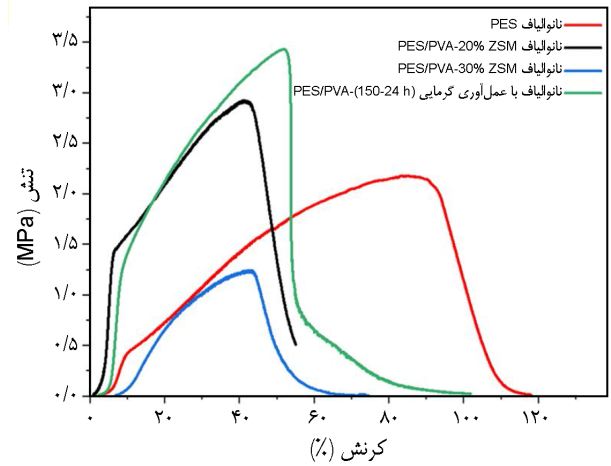 نانوالیاف PES
نانوالیاف PES/PVA-20% ZSM
نانوالیاف PES/PVA-30% ZSM
نانوالیاف با عمل‌آوری گرمایی PES/PVA-(150-24 h)
۳/۵
۳/۰
۲/۵
۲/۰
۱/۵
۱/۰
۰/۵
۰/۰
تنش (MPa)
۰ ۲۰ ۴۰ ۶۰ ۸۰ ۱۰۰ ۱۲۰
کرنش (%)